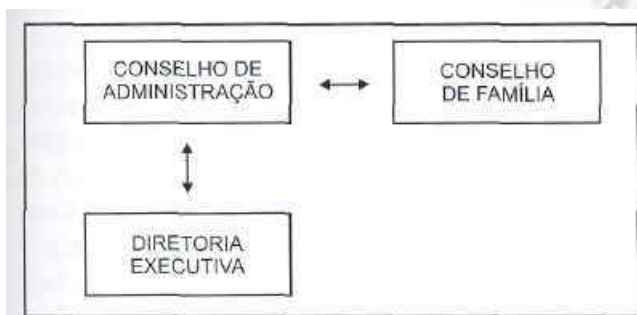 CONSELHO DE
ADMINISTRAÇÃO
CONSELHO
DE FAMÍLIA
DIRETORIA
EXECUTIVA